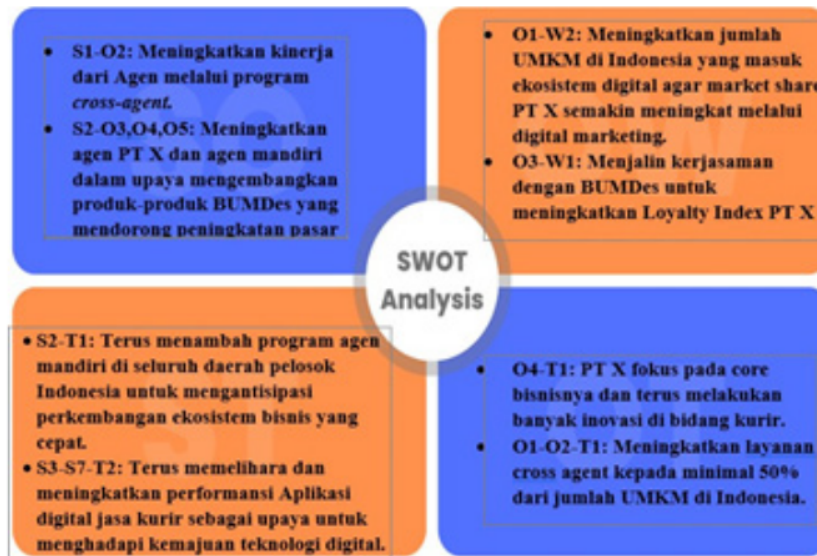 S1-O2: Meningkatkan kinerja
dari Agen melalui program
cross-agent.
S2-O3,O4,O5: Meningkatkan
agen PT X dan agen mandiri
dalam upaya mengembangkan
produk-produk BUMDes yang
mendorong peningkatan pasar
O1-W2: Meningkatkan jumlah
UMKM di Indonesia yang masuk
ekosistem digital agar market share
PT X semakin meningkat melalui
digital marketing.
O3-W1: Menjalin kerjasaman
dengan BUMDes untuk
meningkatkan Loyalty Index PT X
SWOT
Analysis
S2-T1: Terus menambah program agen
mandiri di seluruh daerah pelosok
Indonesia untuk mengantisipasi
perkembangan ekosistem bisnis yang
cepat.
S3-S7-T2: Terus memelihara dan
meningkatkan performansi Aplikasi
digital jasa kurir sebagai upaya untuk
menghadapi kemajuan teknologi digital.
O4-T1: PT X fokus pada core
bisnisnya dan terus melakukan
banyak inovasi di bidang kurir.
O1-O2-T1: Meningkatkan layanan
cross agent kepada minimal 50%
dari jumlah UMKM di Indonesia.